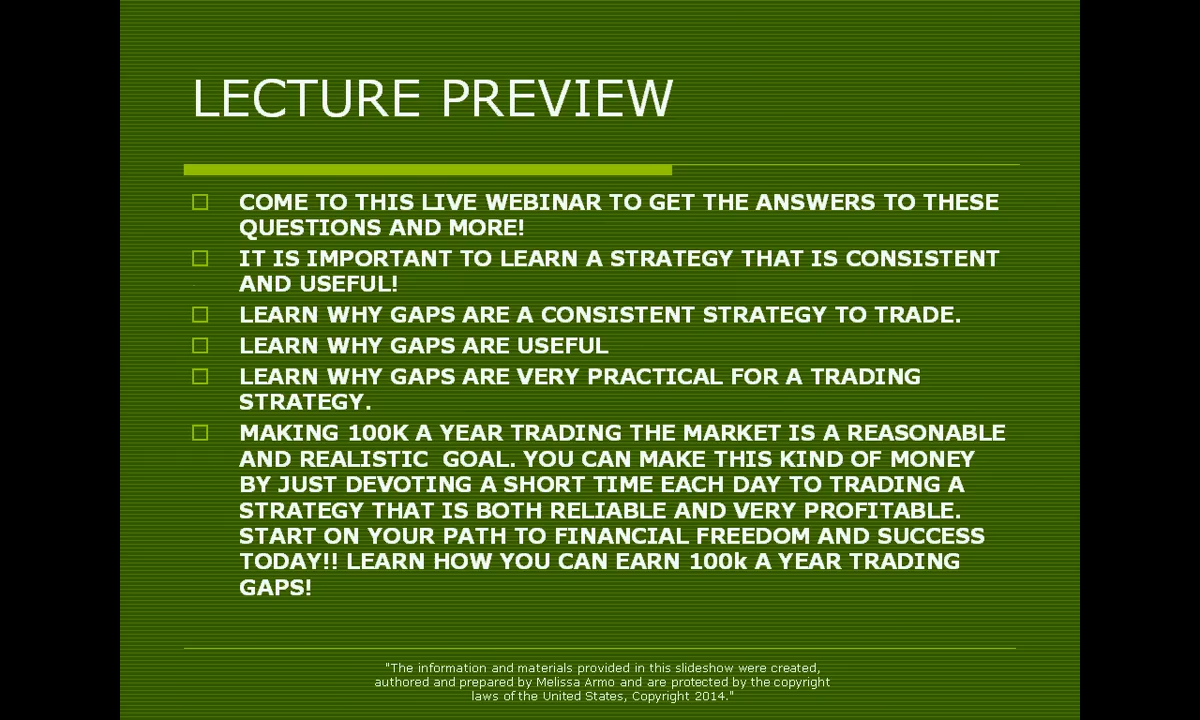 LECTURE PREVIEW
COME TO THIS LIVE WEBINAR TO GET THE ANSWERS TO THESE
QUESTIONS AND MORE!
IT IS IMPORTANT TO LEARN A STRATEGY THAT IS CONSISTENT
AND USEFUL!
LEARN WHY GAPS ARE A CONSISTENT STRATEGY TO TRADE.
LEARN WHY GAPS ARE USEFUL
LEARN WHY GAPS ARE VERY PRACTICAL FOR A TRADING
STRATEGY.
MAKING 100K A YEAR TRADING THE MARKET IS A REASONABLE
AND REALISTIC  GOAL. YOU CAN MAKE THIS KIND OF MONEY
BY JUST DEVOTING A SHORT TIME EACH DAY TO TRADING A
STRATEGY THAT IS BOTH RELIABLE AND VERY PROFITABLE.
START ON YOUR PATH TO FINANCIAL FREEDOM AND SUCCESS
TODAY!! LEARN HOW YOU CAN EARN 100k A YEAR TRADING
GAPS!
"The information and materials provided in this slideshow were created,
authored and prepared by Melissa Armo and are protected by the copyright
laws of the United States, Copyright 2014."